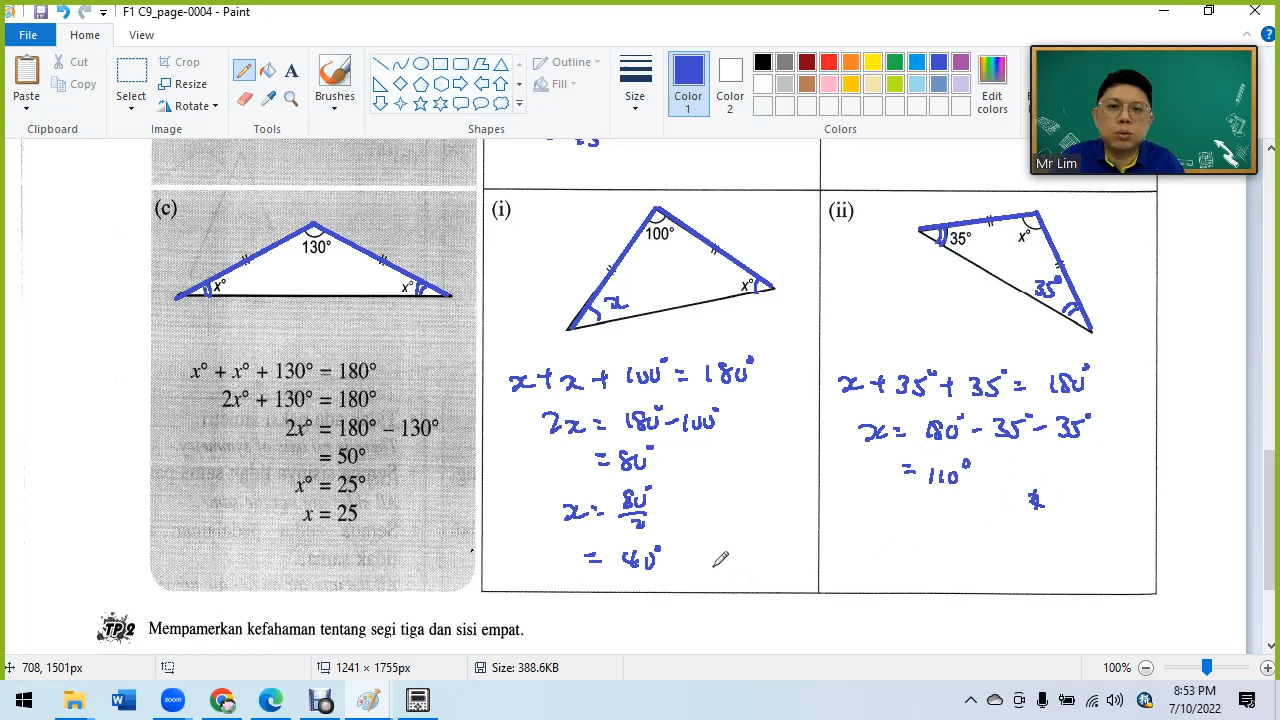 F1 C9_page-0004 - Paint
File
Home
View
Paste
Cut
Copy
Clipboard
Select
Crop
Resize
Rotate
Image
A
Tools
Brushes
Outline
Fill
Shapes
Size
Color 1
Color 2
Edit colors
Colors
Mr Lim
(c)
130°
x°
x°
x° + x° + 130° = 180°
2x° + 130° = 180°
2x° = 180° − 130°
= 50°
x° = 25°
x = 25
(i)
100°
x
x°
x + x + 100° = 180°
2x = 180° − 100°
= 80°
x = 80°/2
= 40°
(ii)
35°
x°
35°
x + 35° + 35° = 180°
x = 180° − 35° − 35°
= 110°
TP 2 Mempamerkan kefahaman tentang segi tiga dan sisi empat.
708, 1501px
1241 × 1755px
Size: 388.6KB
100%
zoom
8:53 PM
7/10/2022